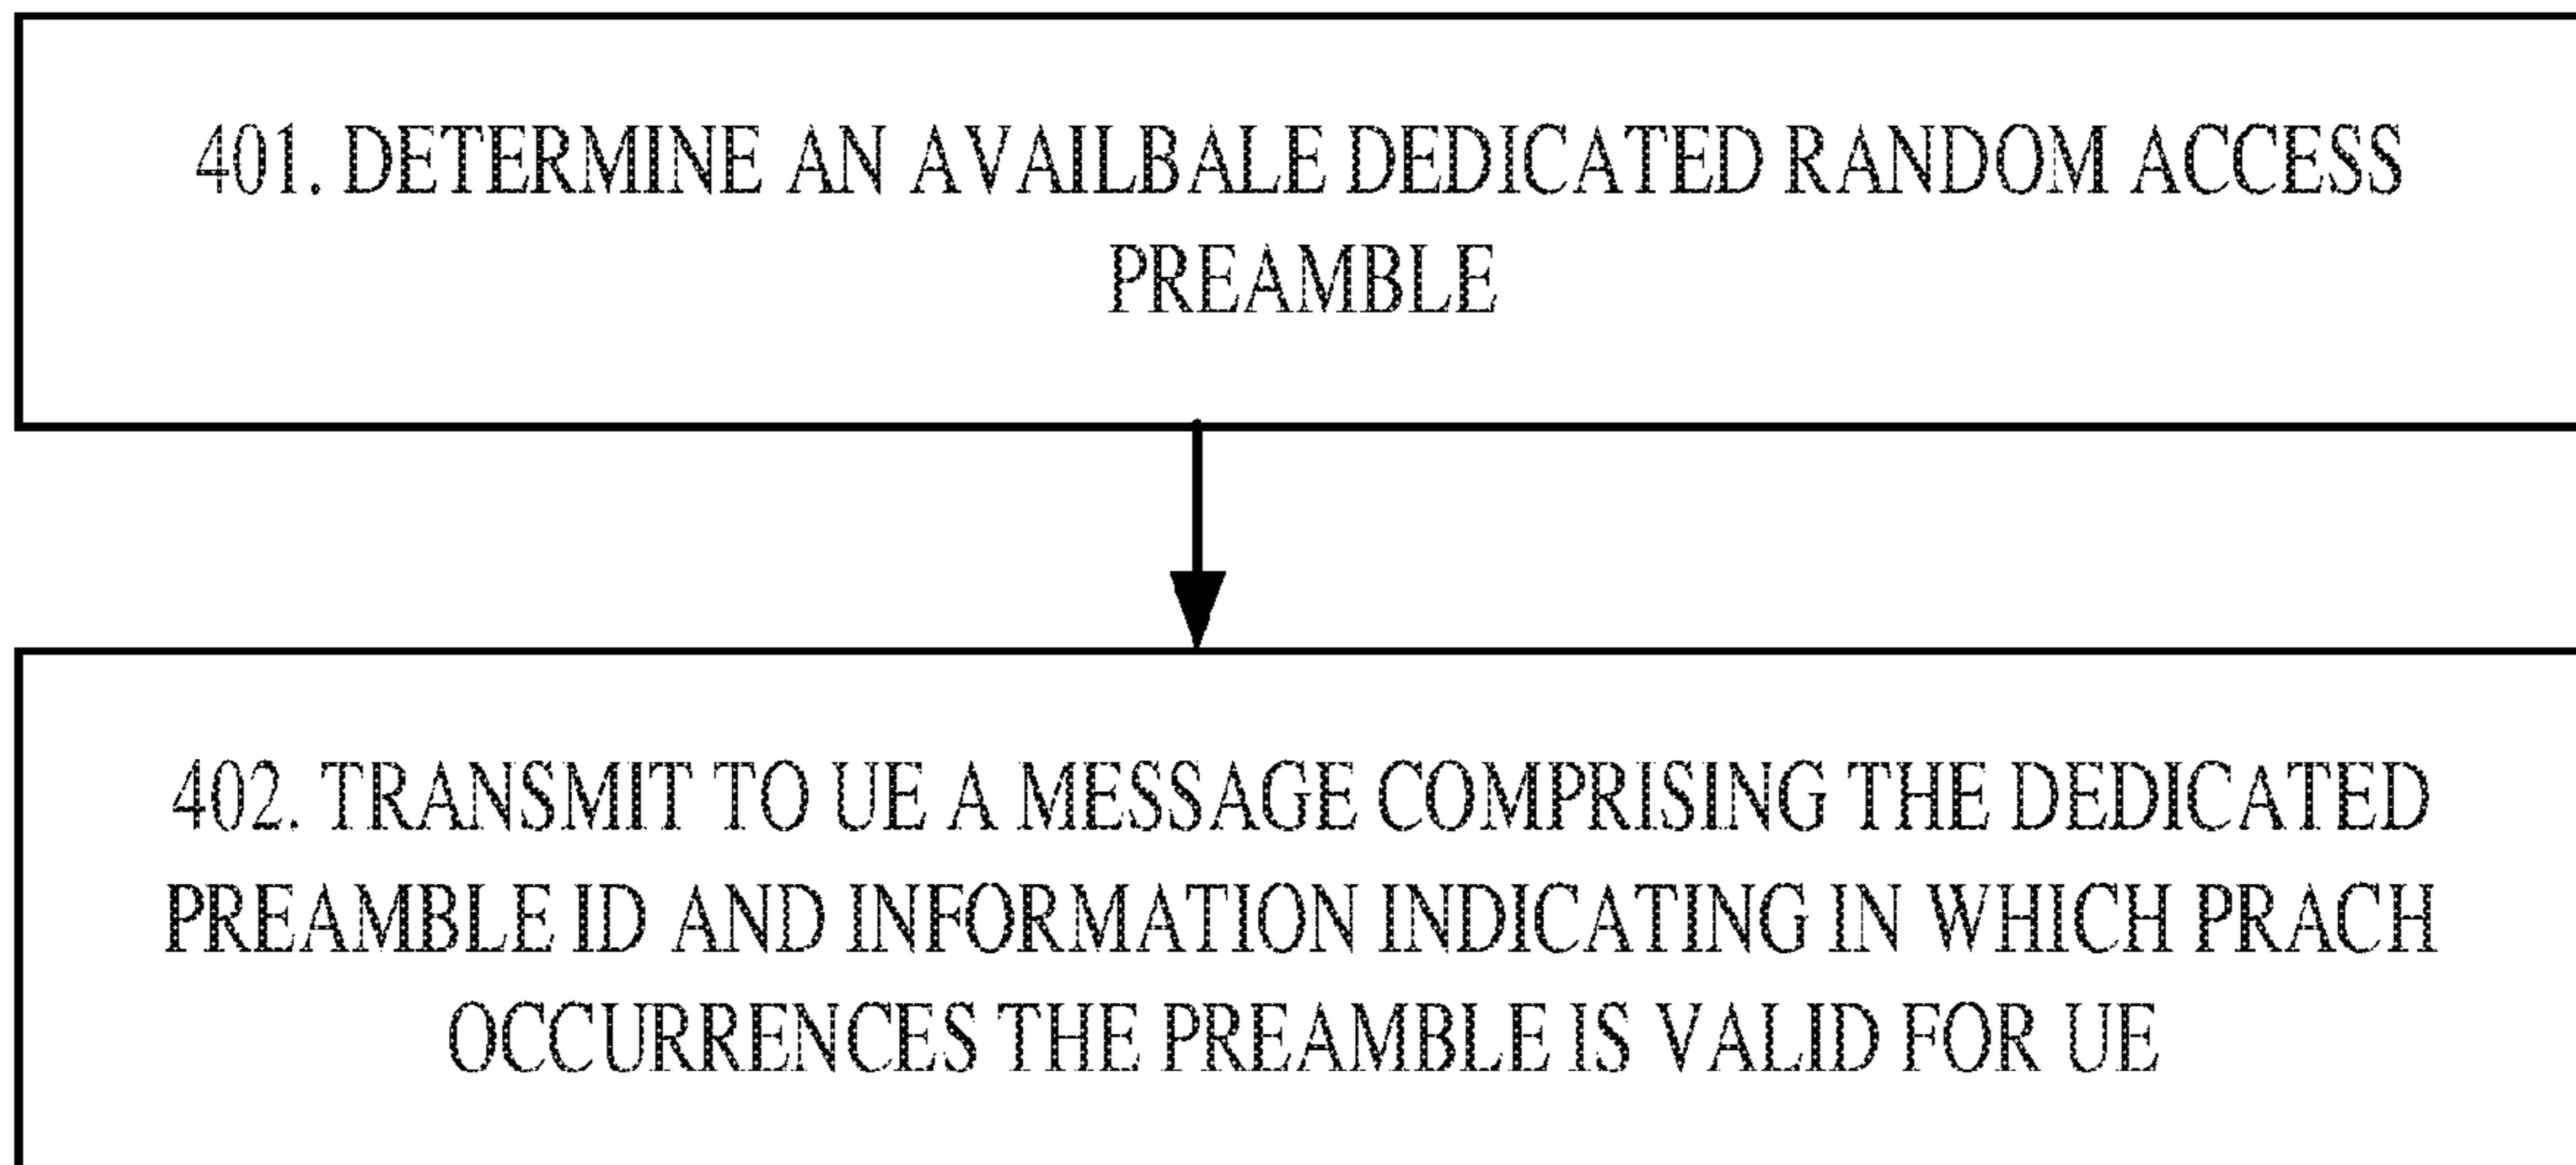 401. DETERMINE AN AVAILBALE DEDICATED RANDOM ACCESS
PREAMBLE
402. TRANSMIT TO UE A MESSAGE COMPRISING THE DEDICATED
PREAMBLE ID AND INFORMATION INDICATING IN WHICH PRACH
OCCURRENCES THE PREAMBLE IS VALID FOR UE